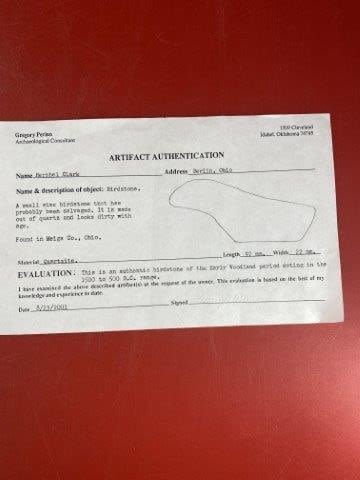 Gregory Perino
Archaeological Consultant
1509 Cleveland
Idabel, Oklahoma 74745
ARTIFACT AUTHENTICATION
Name Hershel Clark Address Berlin, Ohio
Name & description of object: Birdstone.
A small size birdstone that has
probably been salvaged. It is made
out of quartz and looks dirty with
age.
Found in Meigs Co., Ohio.
Material Quartzite. Length mm. Width 22 mm.
EVALUATION: This is an authentic birdstone of the Early Woodland period dating in the
1500 to 500 B.C. range.
I have examined the above described artifact(s) at the request of the owner. This evaluation is based on the best of my
knowledge and experience to date.
Date 8/23/2001 Signed